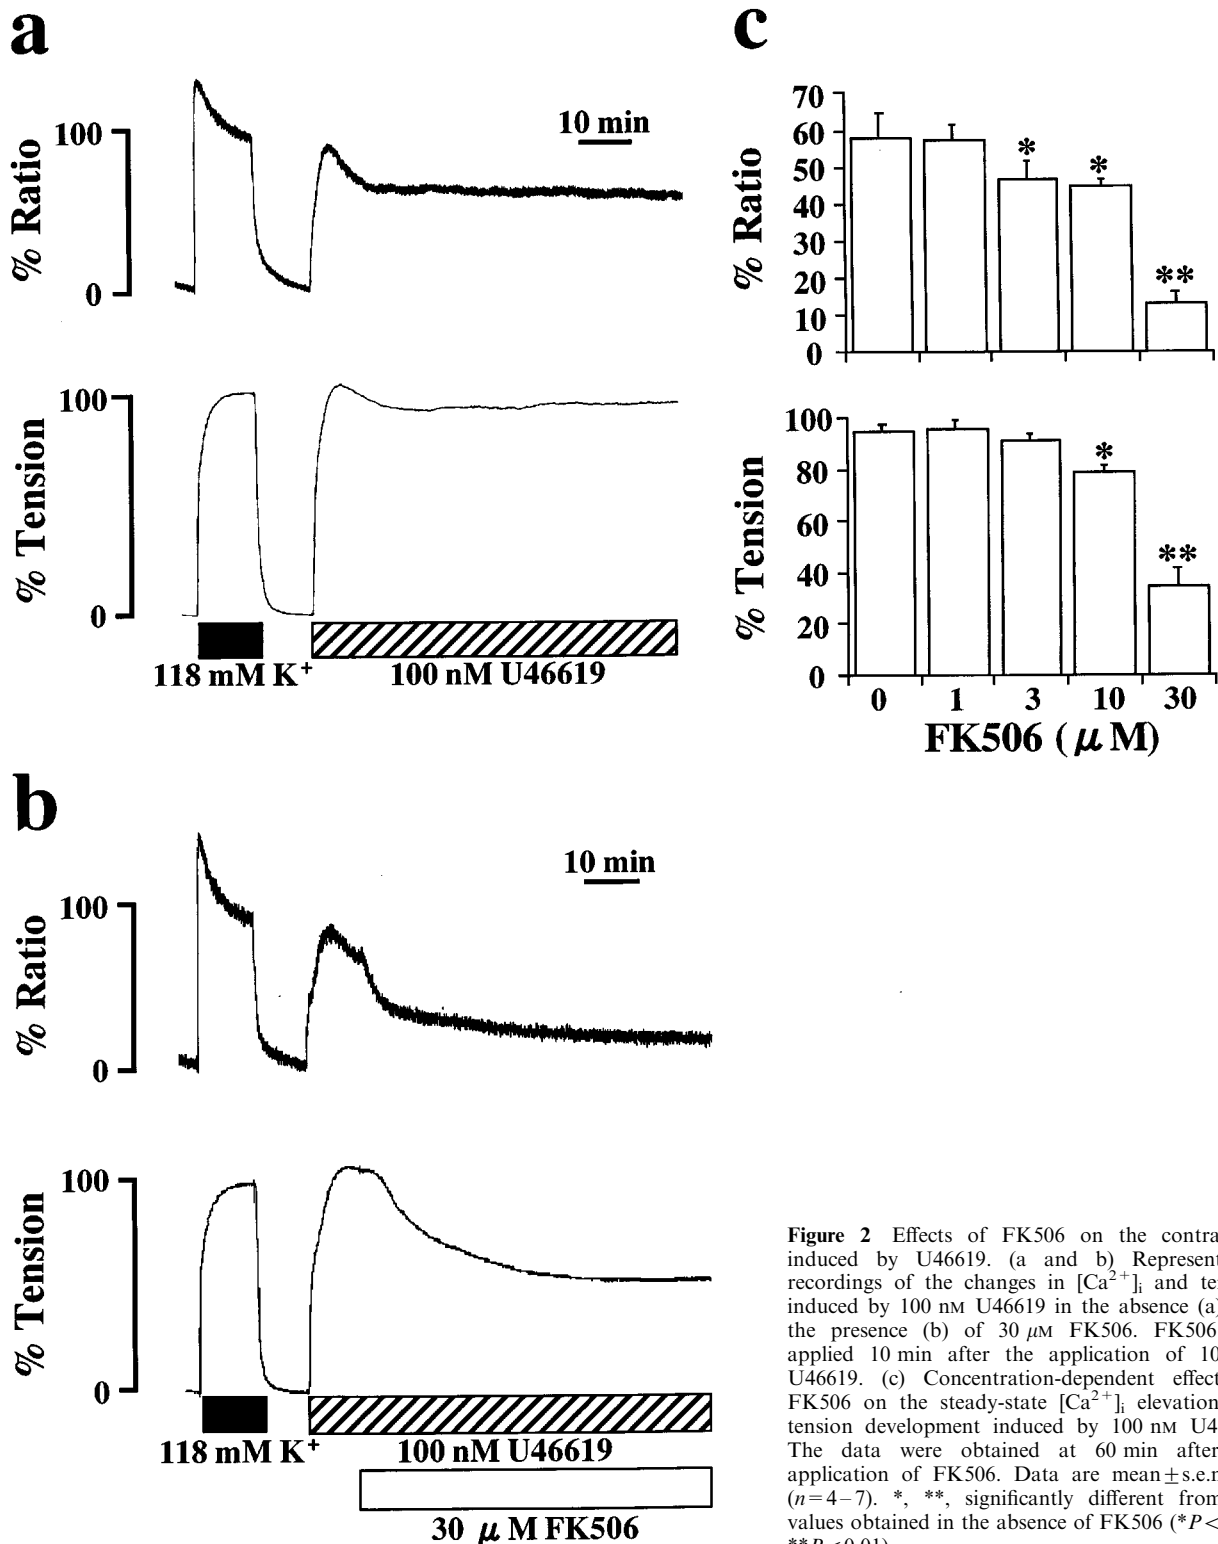 a
% Ratio
100
0
10 min
% Tension
100
0
118 mM K⁺
100 nM U46619
c
% Ratio
70
60
50
40
30
20
10
0
*
*
**
% Tension
100
80
60
40
20
0
*
**
0 1 3 10 30
FK506 (μ M)
b
% Ratio
100
0
10 min
% Tension
100
0
118 mM K⁺
100 nM U46619
30 μ M FK506
Figure 2 Effects of FK506 on the contra
induced by U46619. (a and b) Represent
recordings of the changes in [Ca²⁺]ᵢ and te
induced by 100 nM U46619 in the absence (a)
the presence (b) of 30 μM FK506. FK506
applied 10 min after the application of 10
U46619. (c) Concentration-dependent effect
FK506 on the steady-state [Ca²⁺]ᵢ elevation
tension development induced by 100 nM U4
The data were obtained at 60 min after
application of FK506. Data are mean±s.e.m
(n=4–7). *, **, significantly different from
values obtained in the absence of FK506 (*P<
**P<0.01)